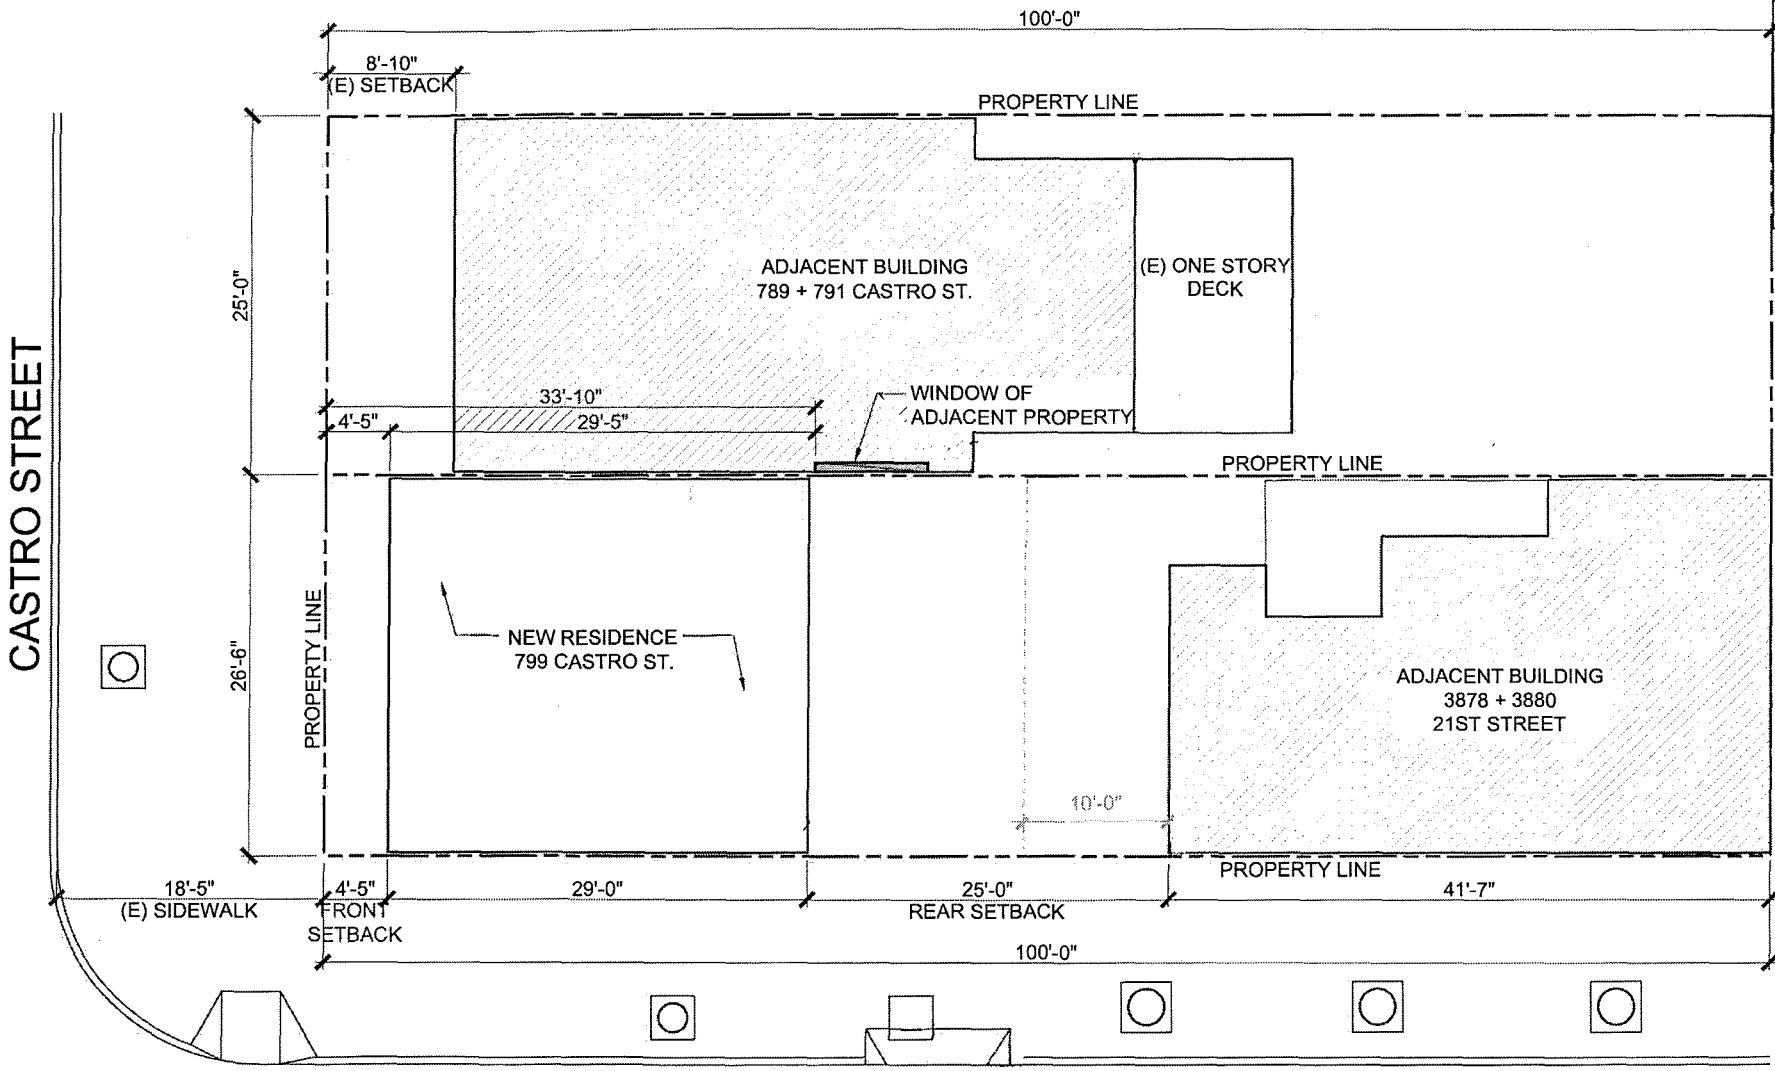 100'-0"
8'-10"
(E) SETBACK
PROPERTY LINE
25'-0"
ADJACENT BUILDING
789 + 791 CASTRO ST.
(E) ONE STORY
DECK
CASTRO STREET
33'-10"
WINDOW OF
ADJACENT PROPERTY
4'-5"
29'-5"
PROPERTY LINE
PROPERTY LINE
26'-6"
NEW RESIDENCE
799 CASTRO ST.
ADJACENT BUILDING
3878 + 3880
21ST STREET
10'-0"
PROPERTY LINE
18'-5"
(E) SIDEWALK
4'-5"
FRONT
SETBACK
29'-0"
25'-0"
REAR SETBACK
41'-7"
100'-0"